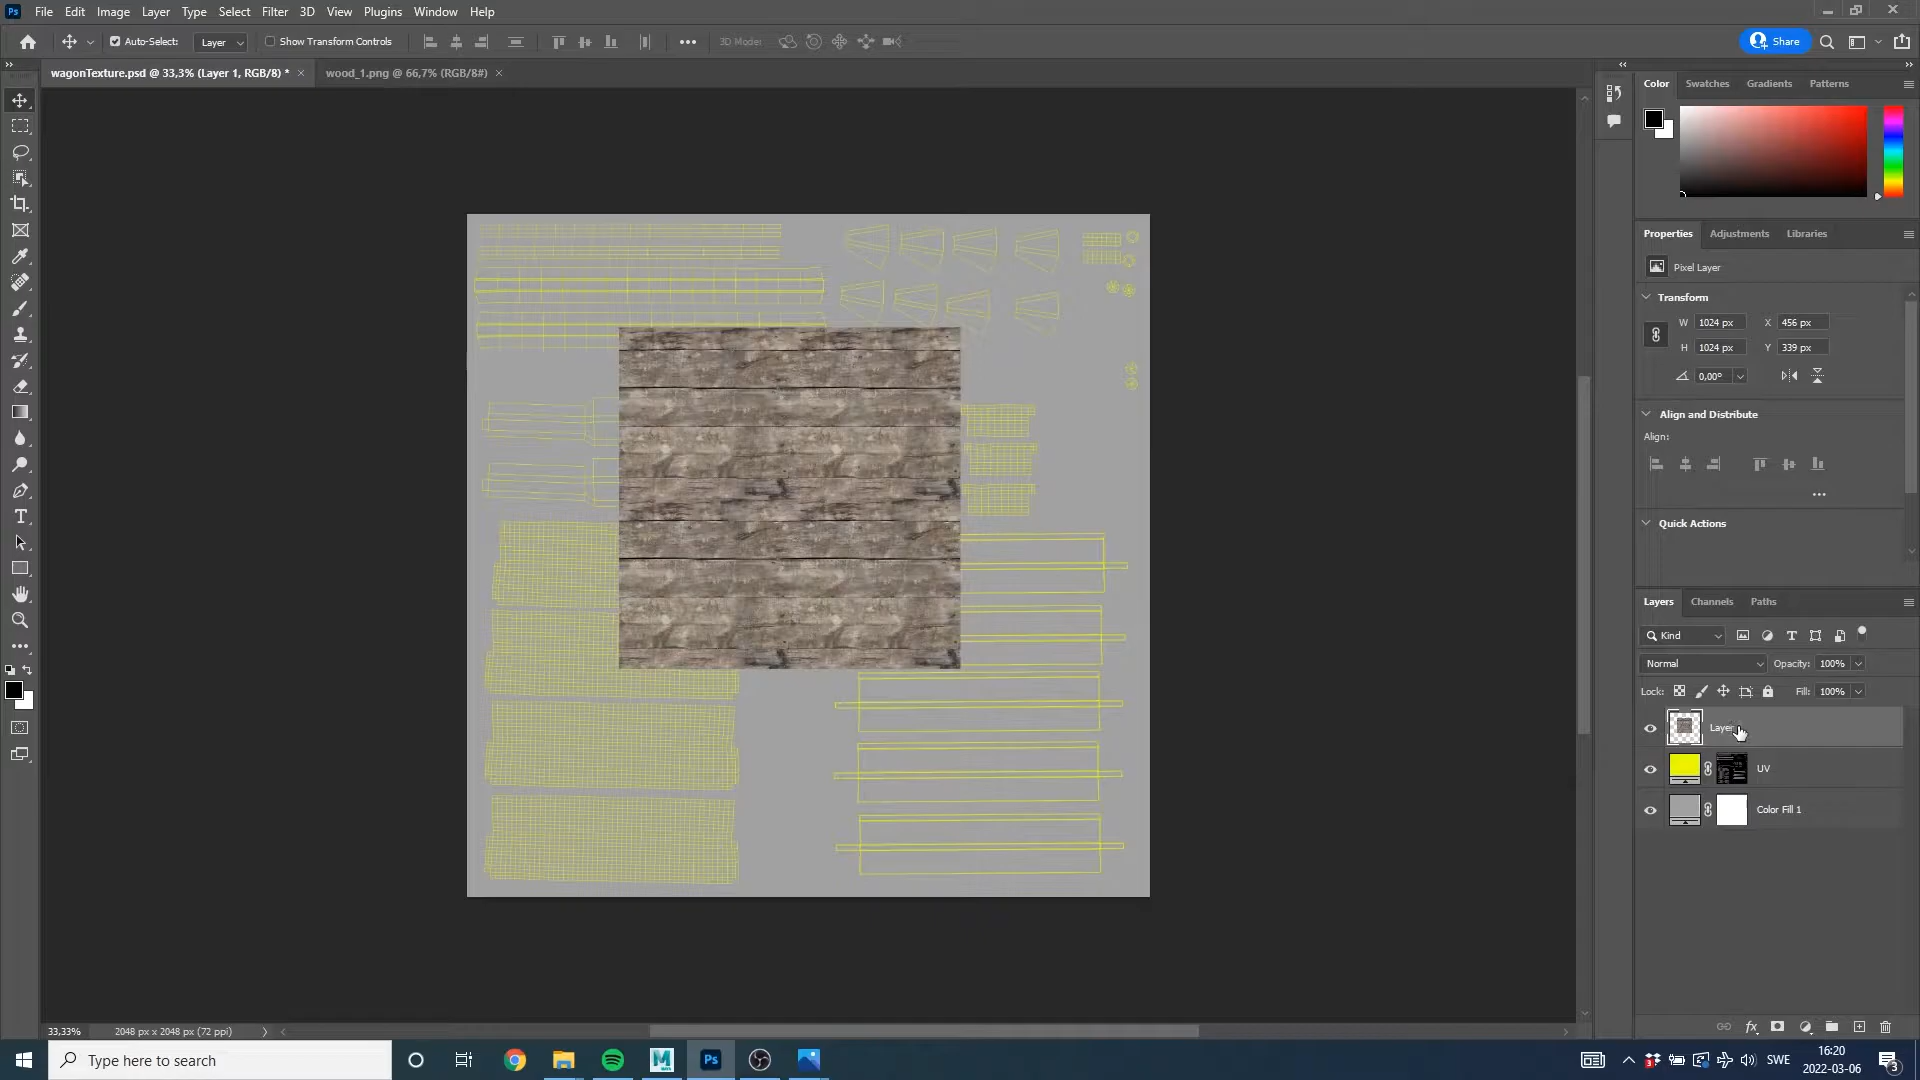 Ps File Edit Image Layer Type Select Filter 3D View Plugins Window Help
Auto-Select: Layer Show Transform Controls 3D Mode: Share
wagonTexture.psd @ 33,3% (Layer 1, RGB/8) * × wood_1.png @ 66,7% (RGB/8#) ×
Color Swatches Gradients Patterns
Properties Adjustments Libraries
Pixel Layer
Transform
W 1024 px X 456 px
H 1024 px Y 339 px
0,00°
Align and Distribute
Align:
Quick Actions
Layers Channels Paths
Kind
Normal Opacity: 100%
Lock: Fill: 100%
Layer
UV
Color Fill 1
33,33% 2048 px x 2048 px (72 ppi)
Type here to search
M Ps SWE
16:20
2022-03-06
3